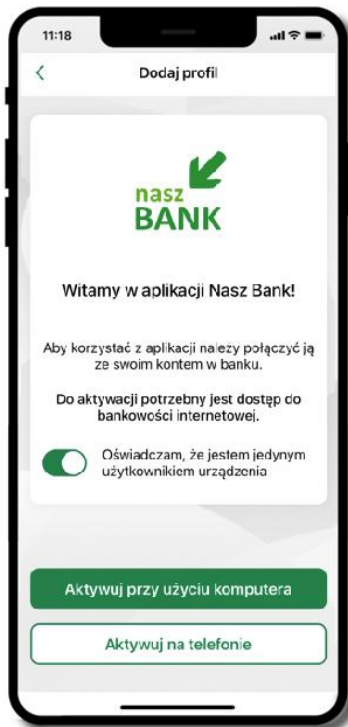 11:18
Dodaj profil
nasz
BANK
Witamy w aplikacji Nasz Bank!
Aby korzystać z aplikacji należy połączyć ją
ze swoim kontem w banku.
Do aktywacji potrzebny jest dostęp do
bankowości internetowej.
Oświadczam, że jestem jedynym
użytkownikiem urządzenia
Aktywuj przy użyciu komputera
Aktywuj na telefonie